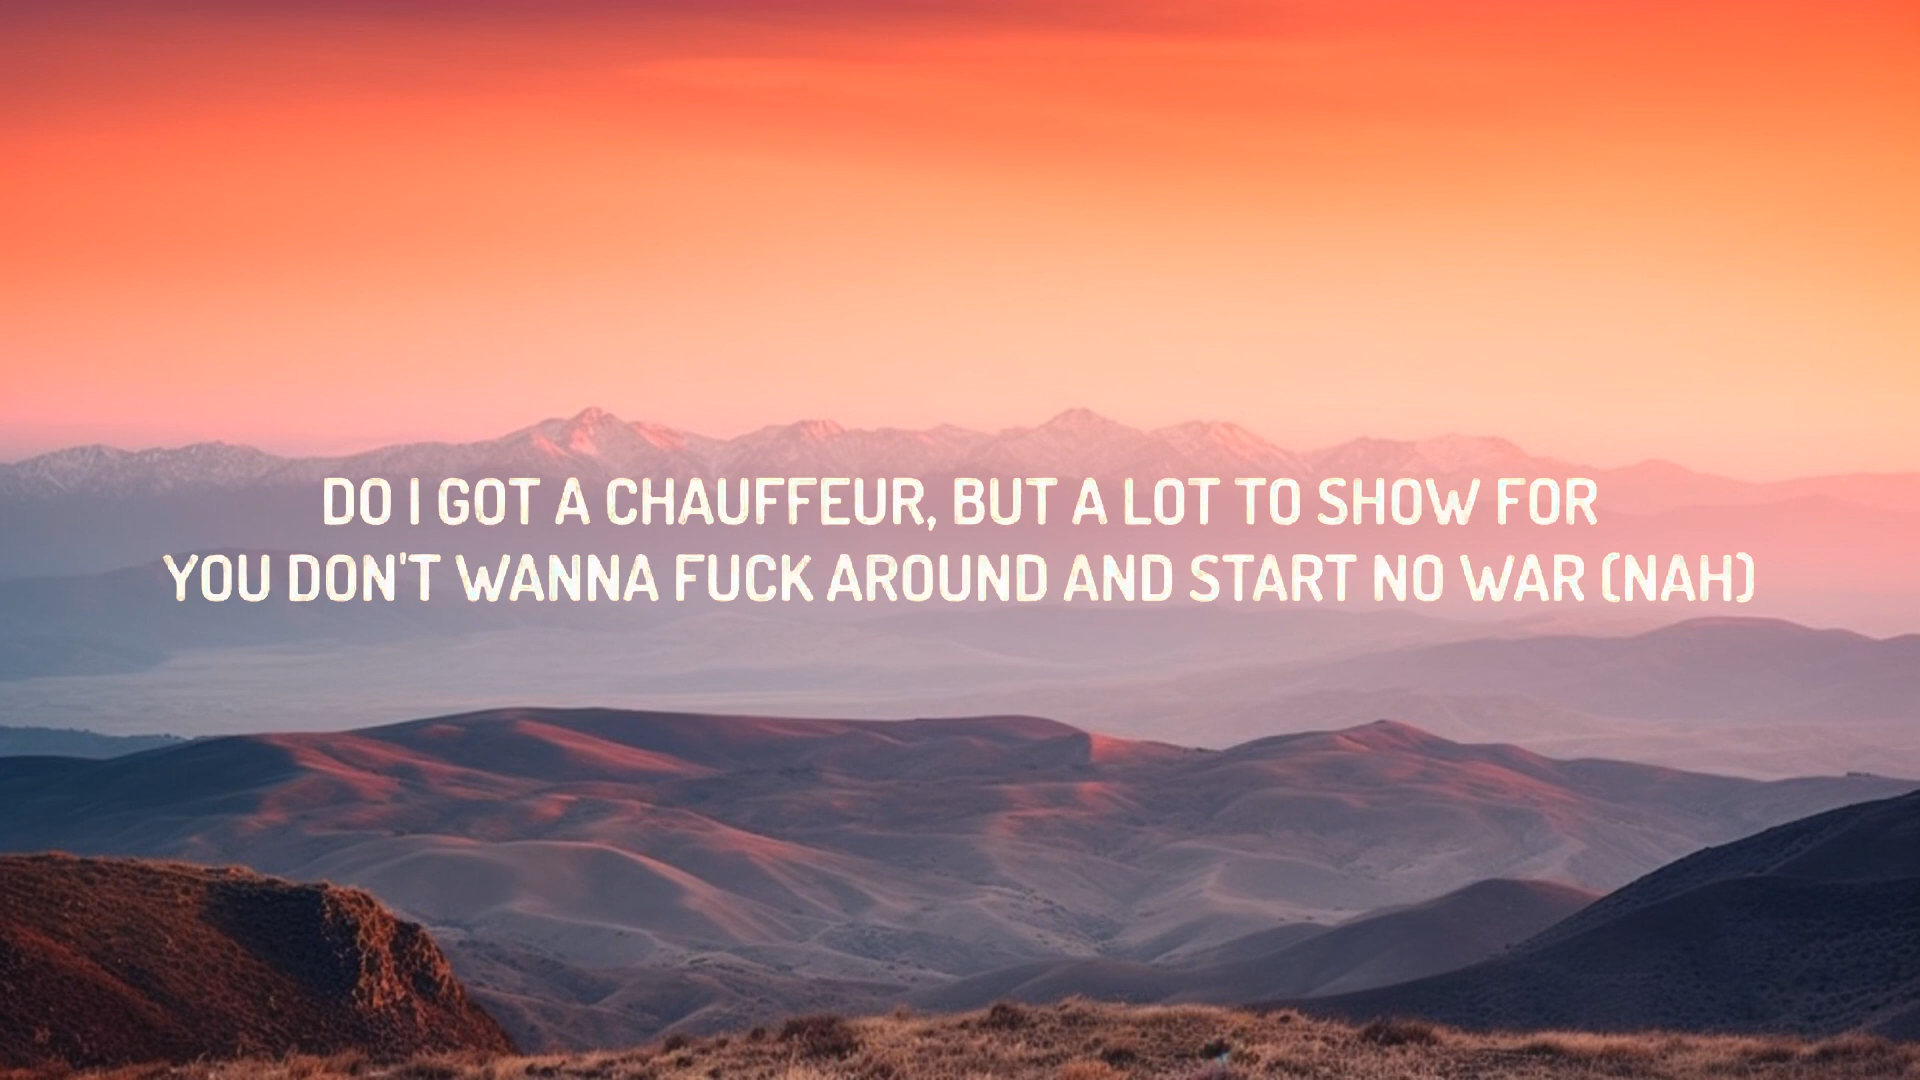 DO I GOT A CHAUFFEUR, BUT A LOT TO SHOW FOR
YOU DON'T WANNA FUCK AROUND AND START NO WAR (NAH)